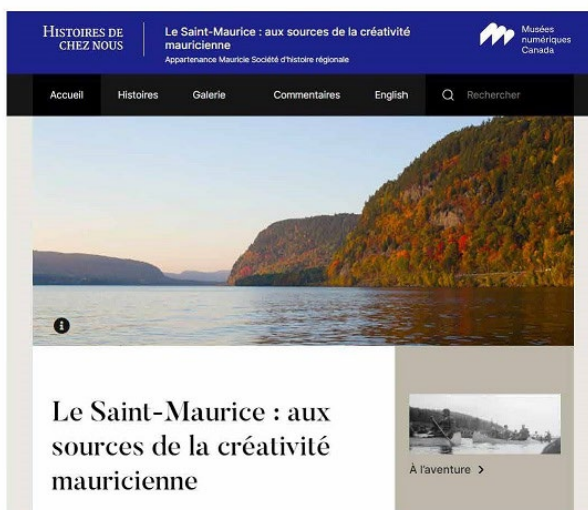 HISTOIRES DE
CHEZ NOUS
Le Saint-Maurice : aux sources de la créativité
mauricienne
Appartenance Mauricie Société d'histoire régionale
Musées
numériques
Canada
Accueil Histoires Galerie Commentaires English Rechercher
Le Saint-Maurice : aux
sources de la créativité
mauricienne
À l'aventure >